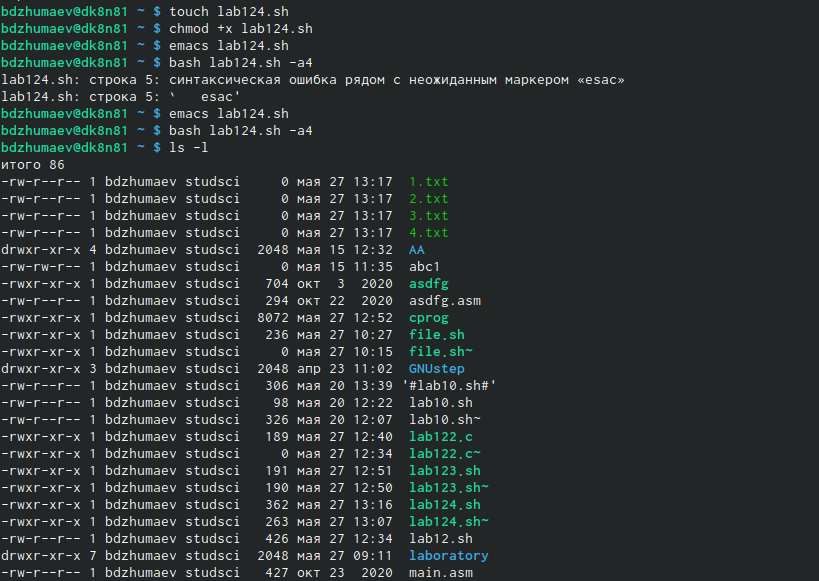 bdzhumaev@dk8n81 ~ $ touch lab124.sh
bdzhumaev@dk8n81 ~ $ chmod +x lab124.sh
bdzhumaev@dk8n81 ~ $ emacs lab124.sh
bdzhumaev@dk8n81 ~ $ bash lab124.sh -a4
lab124.sh: строка 5: синтаксическая ошибка рядом с неожиданным маркером «esac»
lab124.sh: строка 5: `   esac'
bdzhumaev@dk8n81 ~ $ emacs lab124.sh
bdzhumaev@dk8n81 ~ $ bash lab124.sh -a4
bdzhumaev@dk8n81 ~ $ ls -l
итого 86
-rw-r--r-- 1 bdzhumaev studsci     0 мая 27 13:17  1.txt
-rw-r--r-- 1 bdzhumaev studsci     0 мая 27 13:17  2.txt
-rw-r--r-- 1 bdzhumaev studsci     0 мая 27 13:17  3.txt
-rw-r--r-- 1 bdzhumaev studsci     0 мая 27 13:17  4.txt
drwxr-xr-x 4 bdzhumaev studsci  2048 мая 15 12:32  AA
-rw-rw-r-- 1 bdzhumaev studsci     0 мая 15 11:35  abc1
-rwxr-xr-x 1 bdzhumaev studsci   704 окт  3  2020  asdfg
-rw-r--r-- 1 bdzhumaev studsci   294 окт 22  2020  asdfg.asm
-rwxr-xr-x 1 bdzhumaev studsci  8072 мая 27 12:52  cprog
-rwxr-xr-x 1 bdzhumaev studsci   236 мая 27 10:27  file.sh
-rwxr-xr-x 1 bdzhumaev studsci     0 мая 27 10:15  file.sh~
drwxr-xr-x 3 bdzhumaev studsci  2048 апр 23 11:02  GNUstep
-rw-r--r-- 1 bdzhumaev studsci   306 мая 20 13:39 '#lab10.sh#'
-rw-r--r-- 1 bdzhumaev studsci    98 мая 20 12:22  lab10.sh
-rw-r--r-- 1 bdzhumaev studsci   326 мая 20 12:07  lab10.sh~
-rwxr-xr-x 1 bdzhumaev studsci   189 мая 27 12:40  lab122.c
-rwxr-xr-x 1 bdzhumaev studsci     0 мая 27 12:34  lab122.c~
-rwxr-xr-x 1 bdzhumaev studsci   191 мая 27 12:51  lab123.sh
-rwxr-xr-x 1 bdzhumaev studsci   190 мая 27 12:50  lab123.sh~
-rwxr-xr-x 1 bdzhumaev studsci   362 мая 27 13:16  lab124.sh
-rwxr-xr-x 1 bdzhumaev studsci   263 мая 27 13:07  lab124.sh~
-rw-r--r-- 1 bdzhumaev studsci   426 мая 27 12:34  lab12.sh
drwxr-xr-x 7 bdzhumaev studsci  2048 мая 27 09:11  laboratory
-rw-r--r-- 1 bdzhumaev studsci   427 окт 23  2020  main.asm